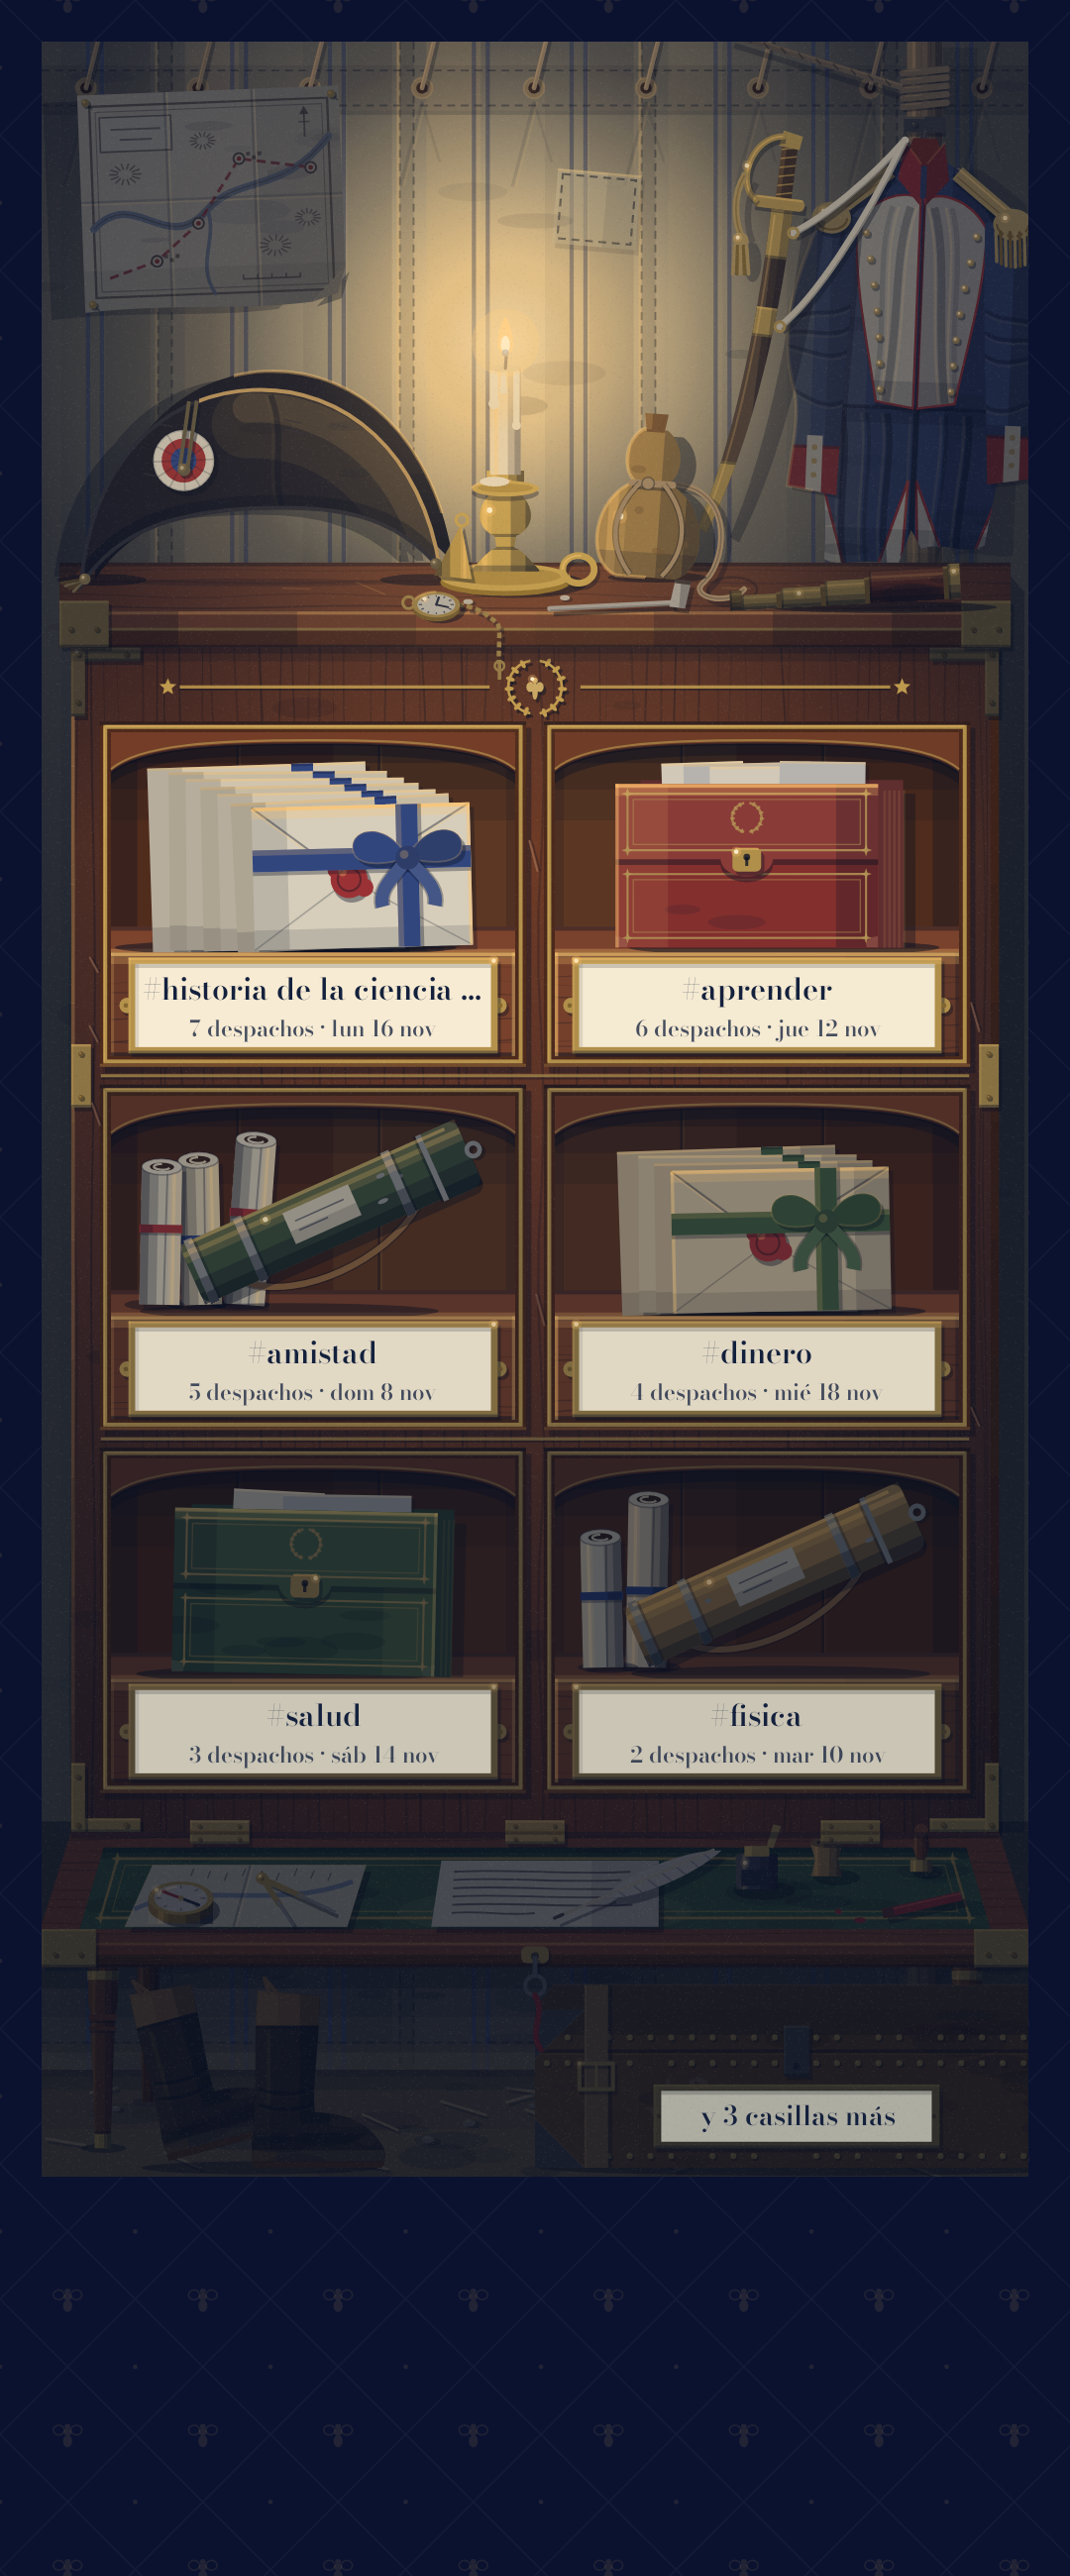 #historia de la ciencia ...
7 despachos · lun 16 nov
#aprender
6 despachos · jue 12 nov
#amistad
5 despachos · dom 8 nov
#dinero
4 despachos · mié 18 nov
#salud
3 despachos · sáb 14 nov
#fisica
2 despachos · mar 10 nov
y 3 casillas más